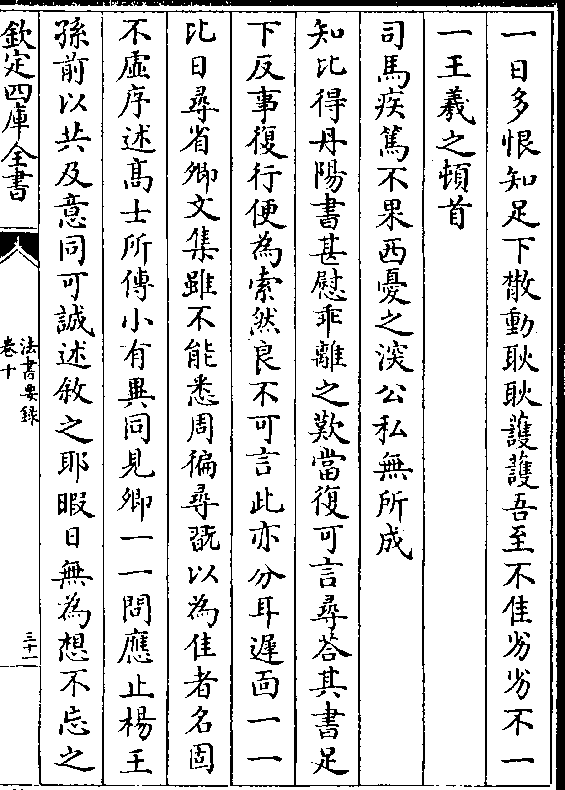 一日多恨知足下散動耿耿護護吾至不佳劣劣不一
一王羲之頓首
司馬疾篤不果西憂之深公私無所成
知比得丹陽書甚慰乖離之歎當復可言尋荅其書足
下反事復行便為索然良不可言此亦分耳遲面一一
比日尋省卿文集雖不能悉周徧尋翫以為佳者名固
不虛序述髙士所傳小有異同見卿一一問應止楊王
孫前以共及意同可誠述敘之耶暇日無為想不忘之
欽定四庫全書
法書要録
卷十
三十一